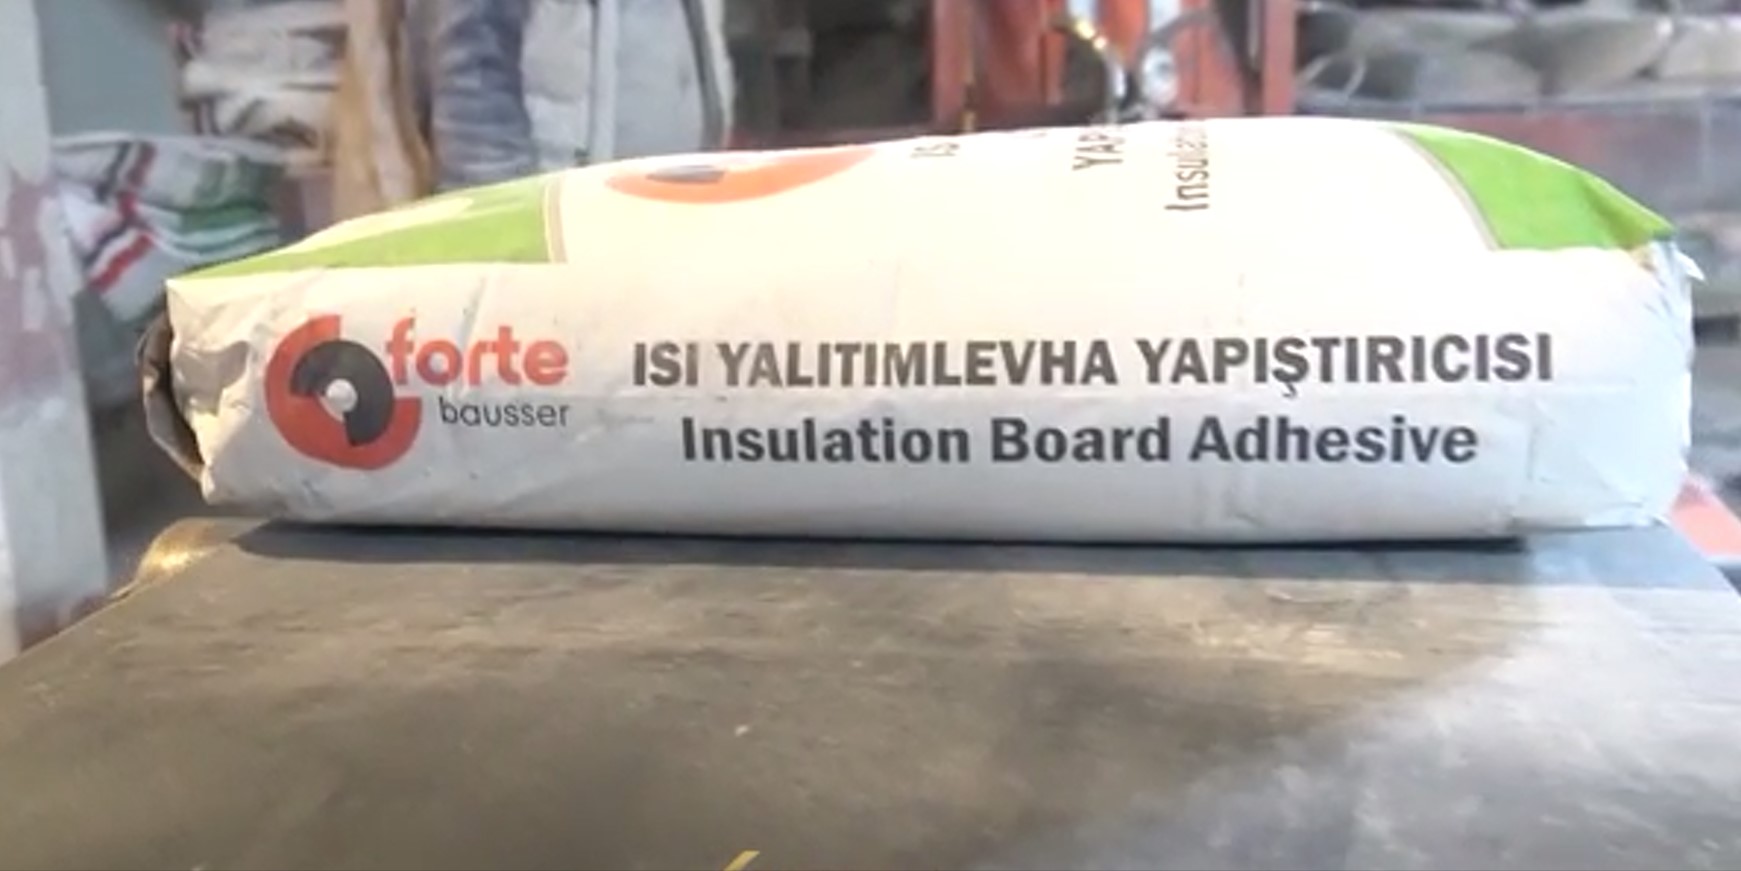 forte
bausser
ISI YALITIMLEVHA YAPIŞTIRICISI
Insulation Board Adhesive